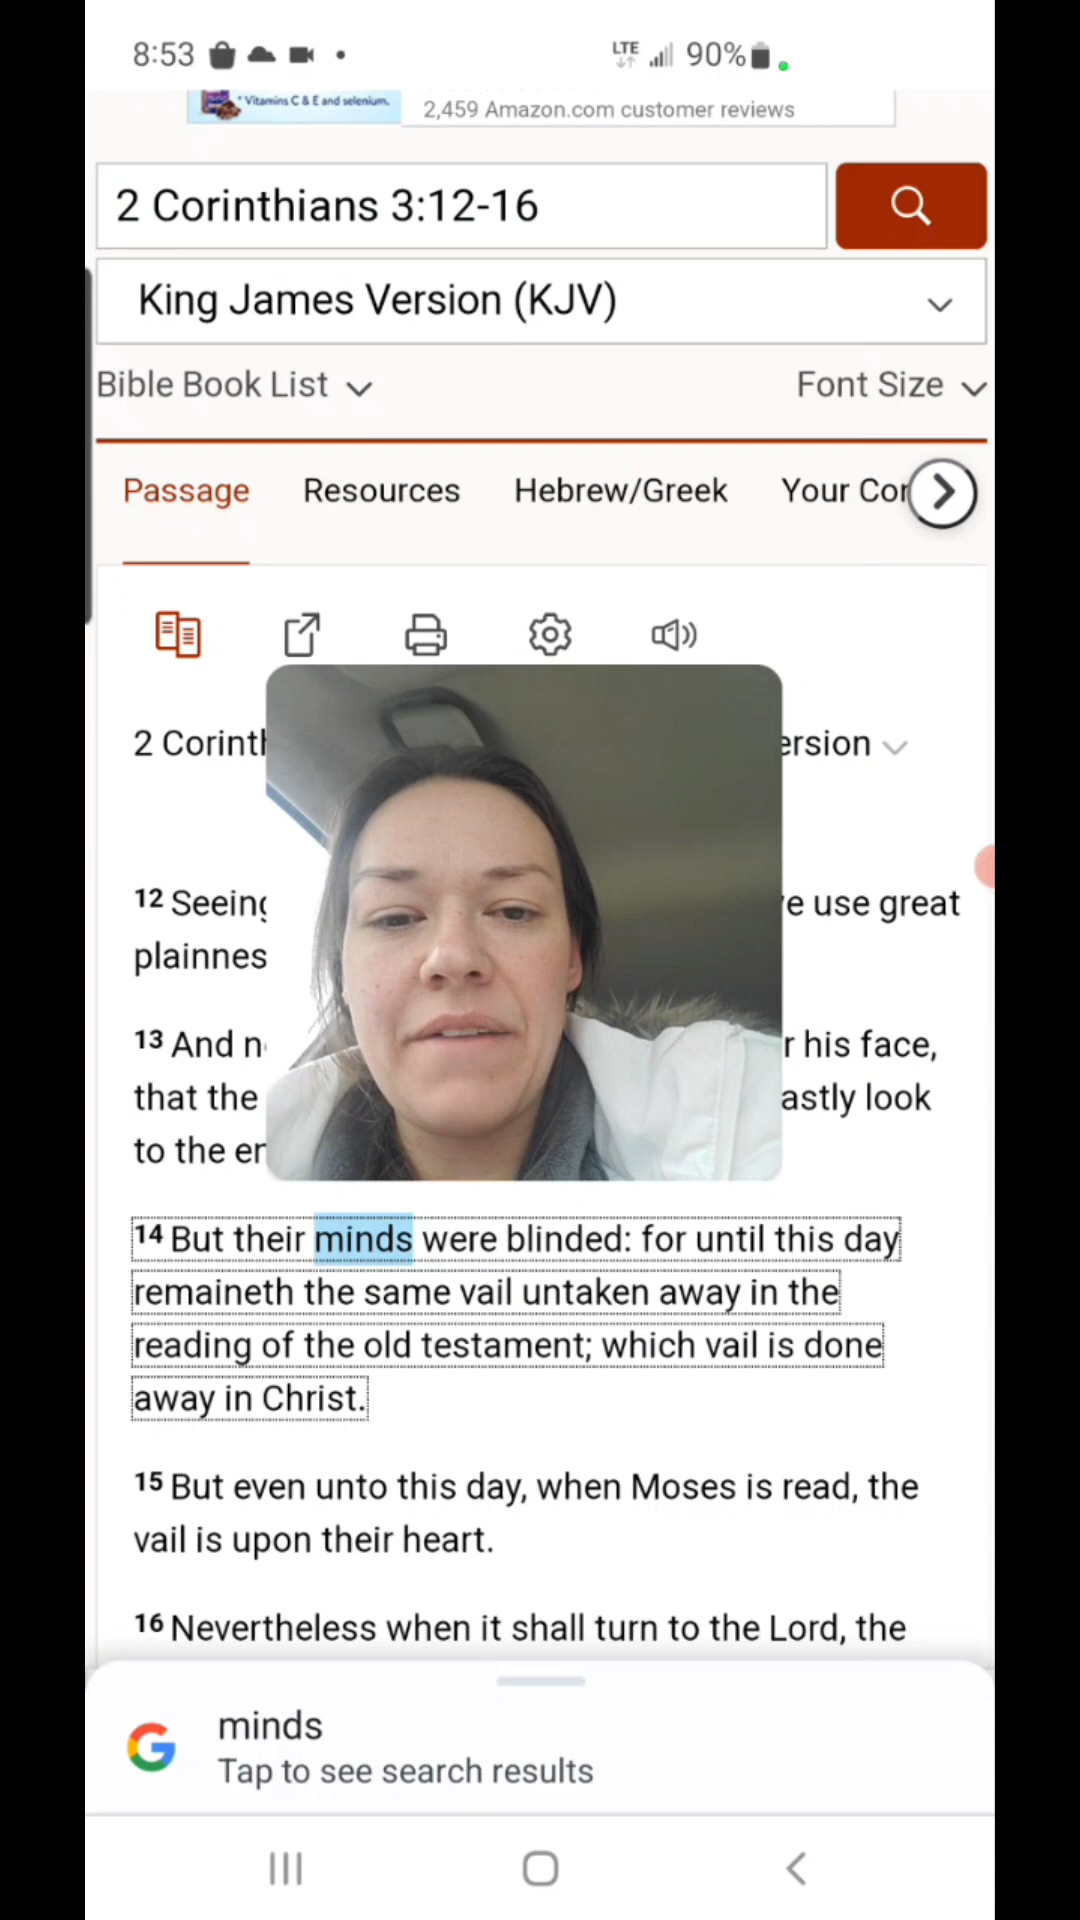 8:53 LTE 90%
* Vitamins C & E and selenium.
2,459 Amazon.com customer reviews
2 Corinthians 3:12-16
King James Version (KJV)
Bible Book List Font Size
Passage Resources Hebrew/Greek Your Cor
2 Corinth ersion
12 Seeing e use great
plainnes
13 And n r his face,
that the astly look
to the en
14 But their minds were blinded: for until this day
remaineth the same vail untaken away in the
reading of the old testament; which vail is done
away in Christ.
15 But even unto this day, when Moses is read, the
vail is upon their heart.
16 Nevertheless when it shall turn to the Lord, the
minds
Tap to see search results